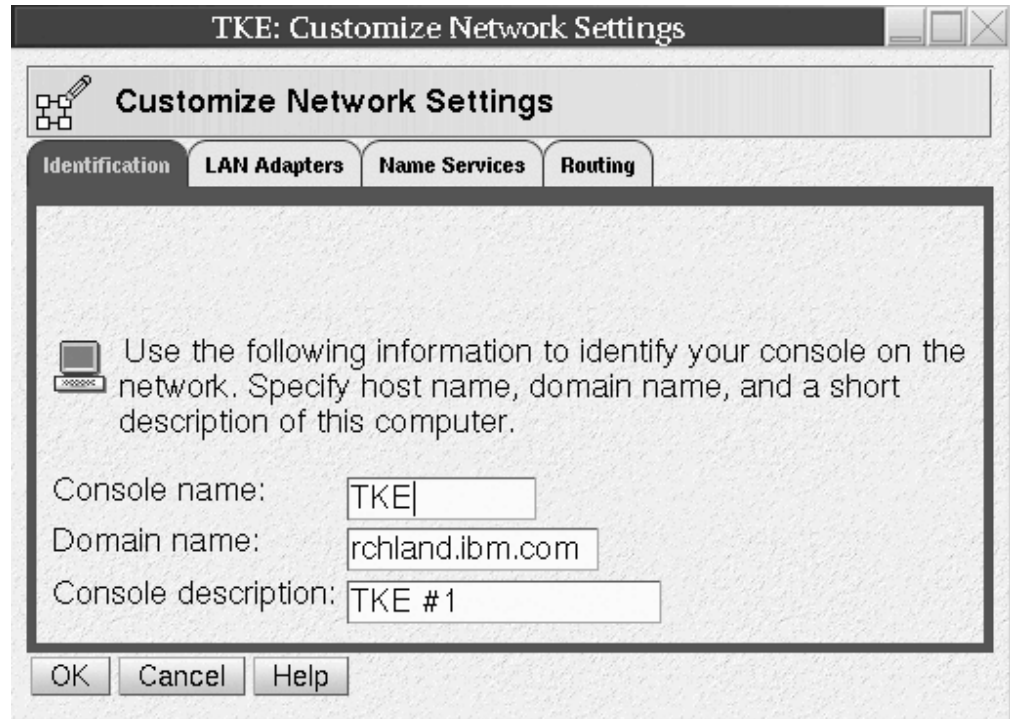 TKE: Customize Network Settings
Customize Network Settings
Identification LAN Adapters Name Services Routing
Use the following information to identify your console on the
network. Specify host name, domain name, and a short
description of this computer.
Console name: TKE
Domain name: rchland.ibm.com
Console description: TKE #1
OK Cancel Help